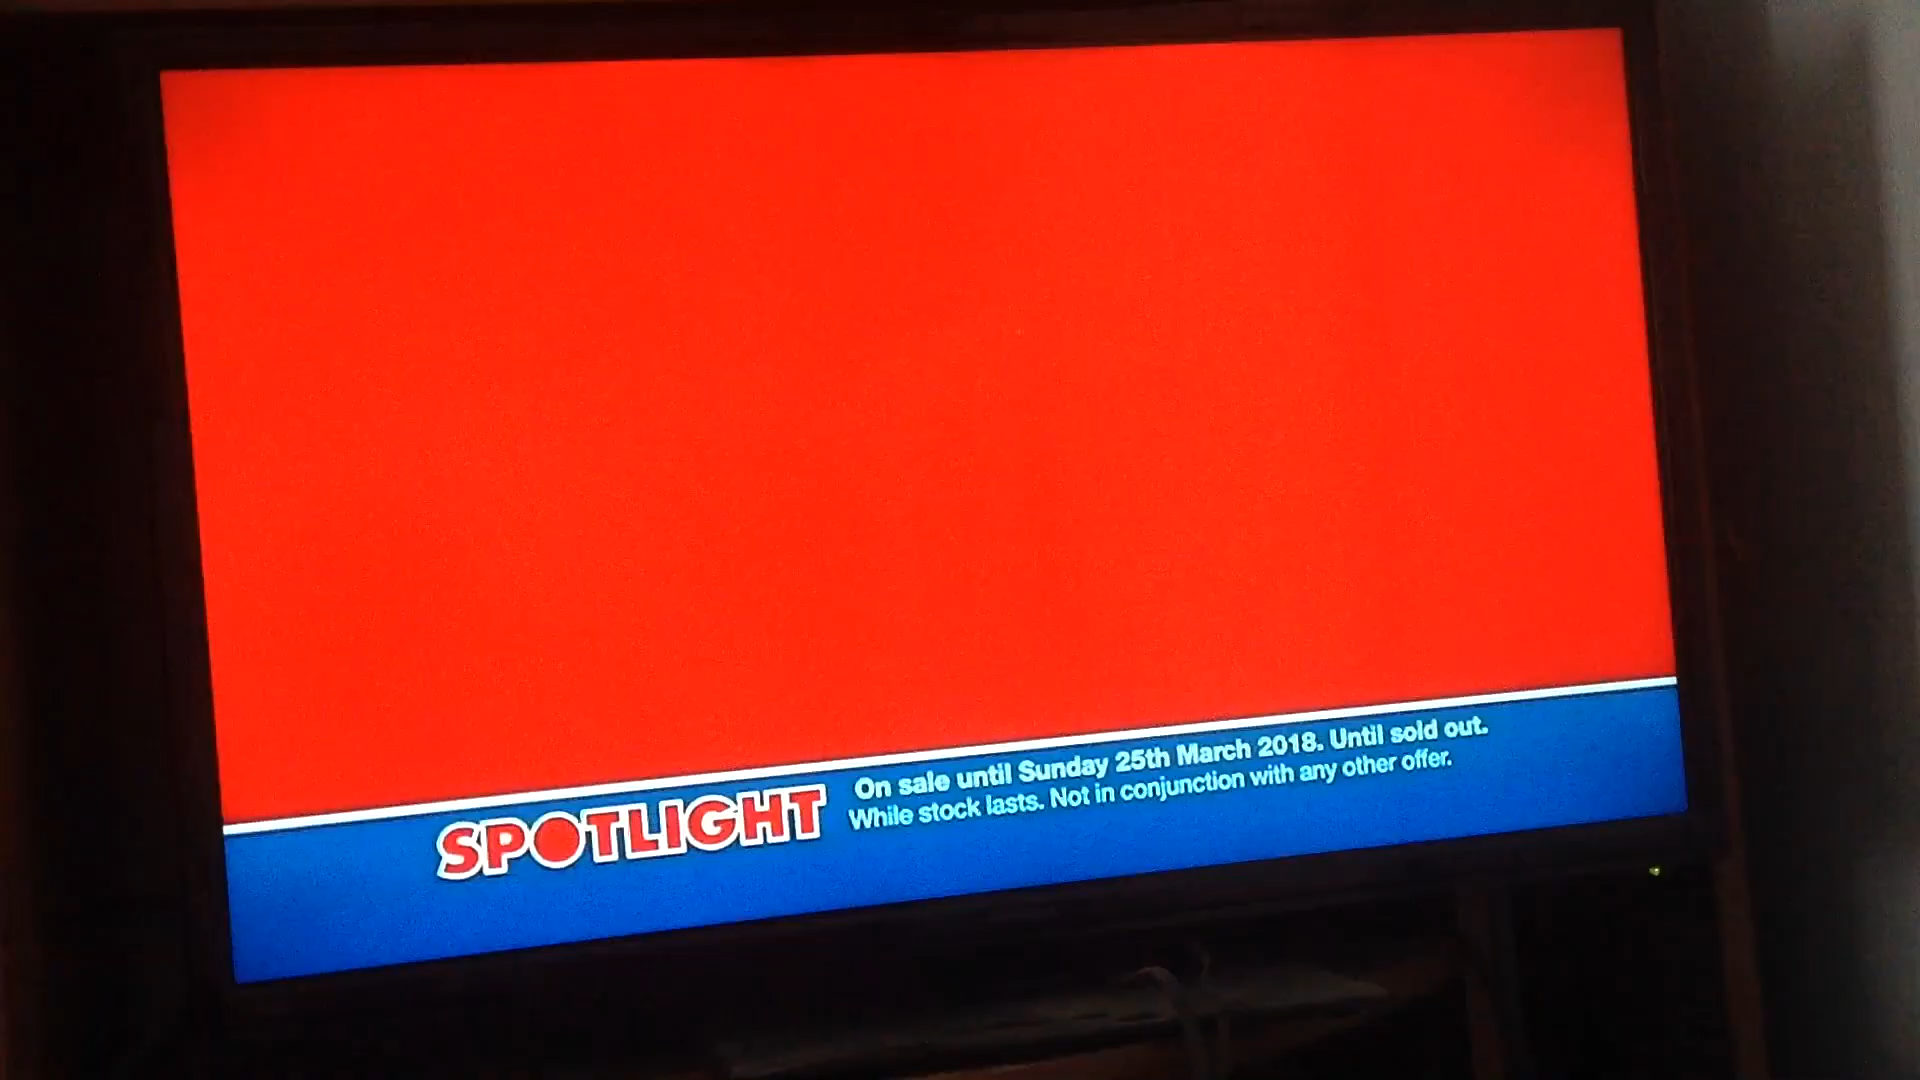 SPOTLIGHT
On sale until Sunday 25th March 2018. Until sold out.
While stock lasts. Not in conjunction with any other offer.